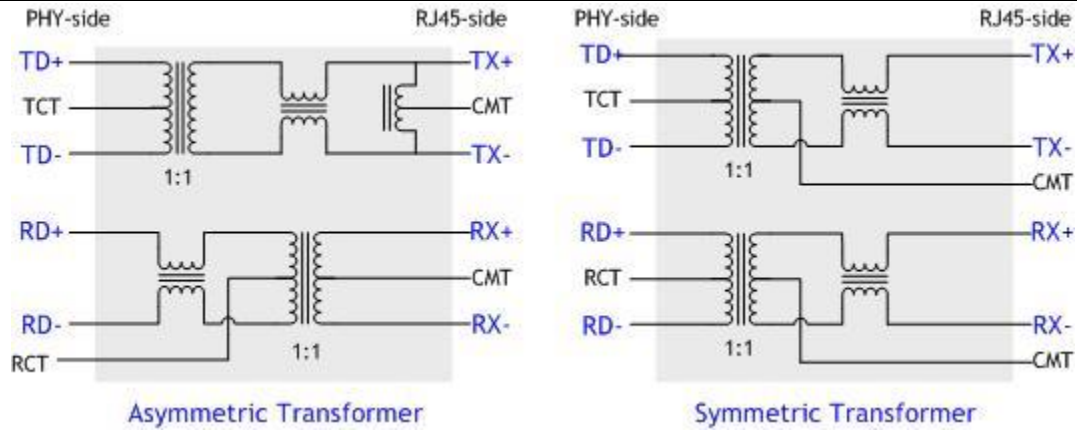 PHY-side RJ45-side
TD+ TX+
TCT CMT
TD- TX-
1:1
RD+ RX+
CMT
RD- RX-
RCT 1:1
Asymmetric Transformer
PHY-side RJ45-side
TD+ TX+
TCT
TD- TX-
1:1 CMT
RD+ RX+
RCT
RD- RX-
1:1 CMT
Symmetric Transformer